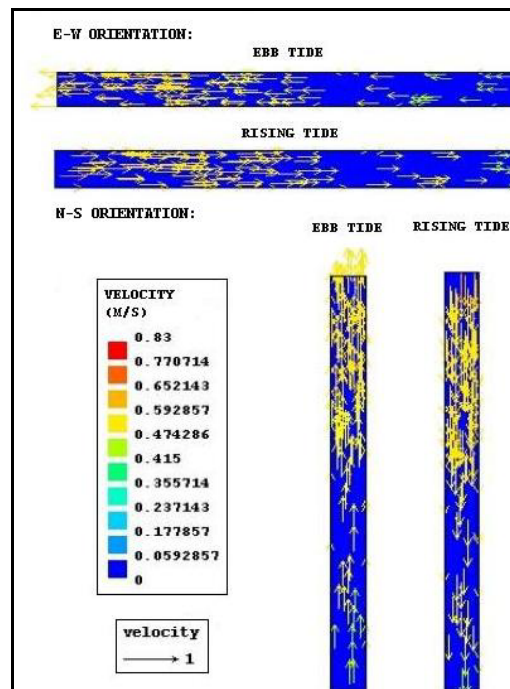 E-W ORIENTATION:
EBB TIDE
RISING TIDE
N-S ORIENTATION:
EBB TIDE
RISING TIDE
VELOCITY
(M/S)
0.83
0.770714
0.652143
0.592857
0.474286
0.415
0.355714
0.237143
0.177857
0.0592857
0
velocity
1